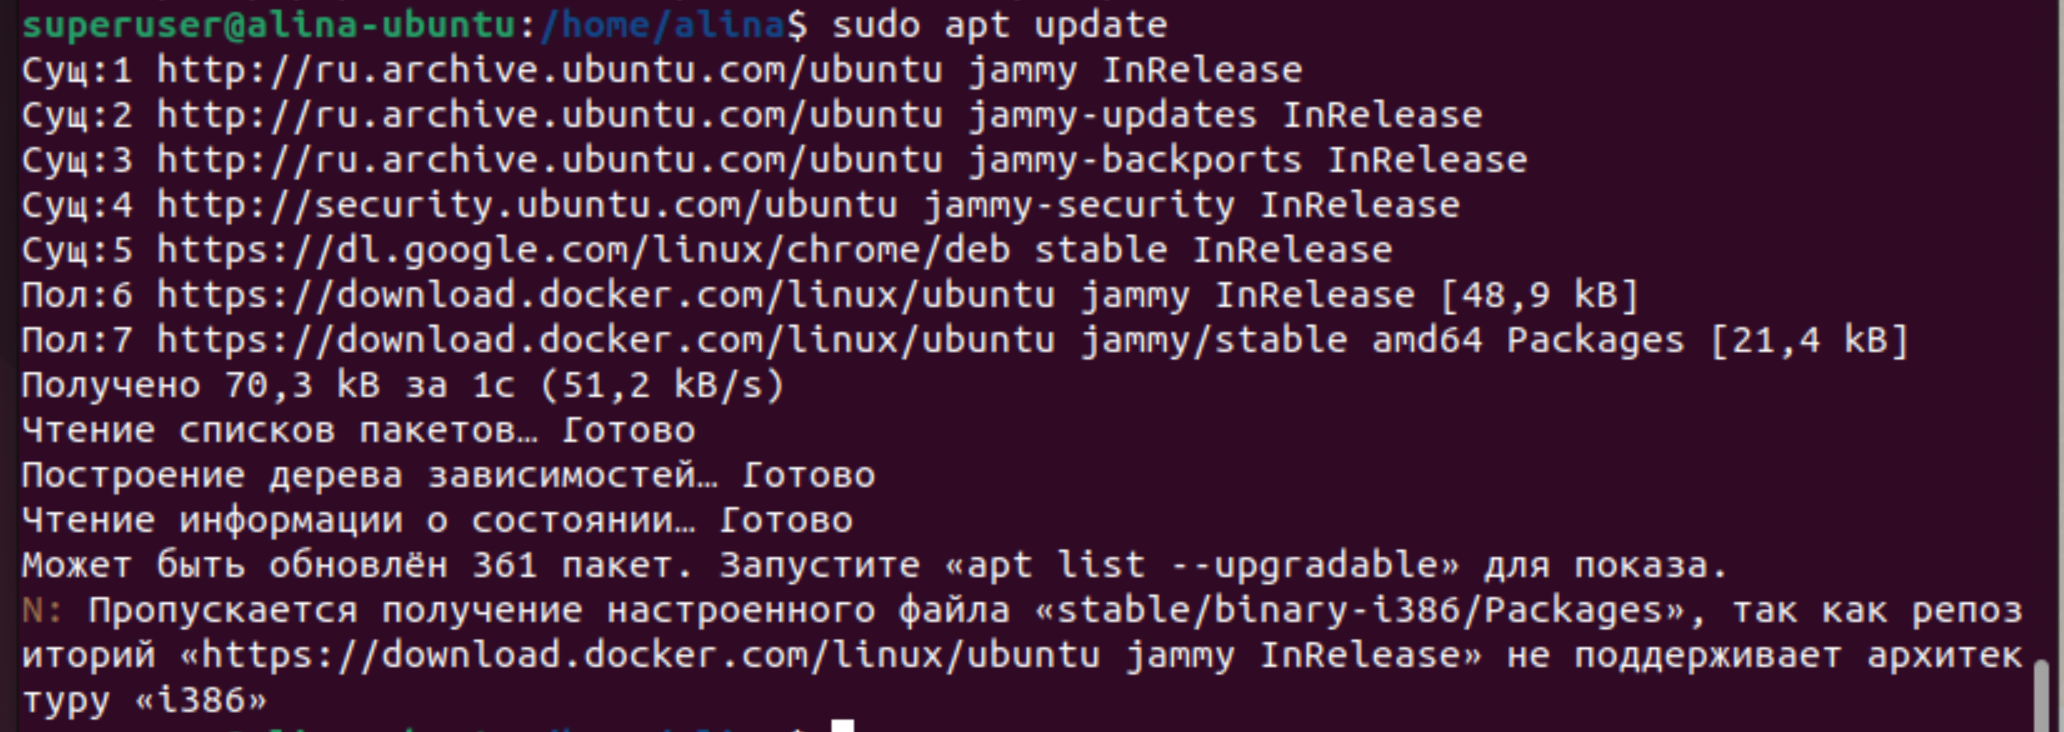 superuser@alina-ubuntu:/home/alina$ sudo apt update
Сущ:1 http://ru.archive.ubuntu.com/ubuntu jammy InRelease
Сущ:2 http://ru.archive.ubuntu.com/ubuntu jammy-updates InRelease
Сущ:3 http://ru.archive.ubuntu.com/ubuntu jammy-backports InRelease
Сущ:4 http://security.ubuntu.com/ubuntu jammy-security InRelease
Сущ:5 https://dl.google.com/linux/chrome/deb stable InRelease
Пол:6 https://download.docker.com/linux/ubuntu jammy InRelease [48,9 kB]
Пол:7 https://download.docker.com/linux/ubuntu jammy/stable amd64 Packages [21,4 kB]
Получено 70,3 kB за 1с (51,2 kB/s)
Чтение списков пакетов… Готово
Построение дерева зависимостей… Готово
Чтение информации о состоянии… Готово
Может быть обновлён 361 пакет. Запустите «apt list --upgradable» для показа.
N: Пропускается получение настроенного файла «stable/binary-i386/Packages», так как репоз
иторий «https://download.docker.com/linux/ubuntu jammy InRelease» не поддерживает архитек
туру «i386»